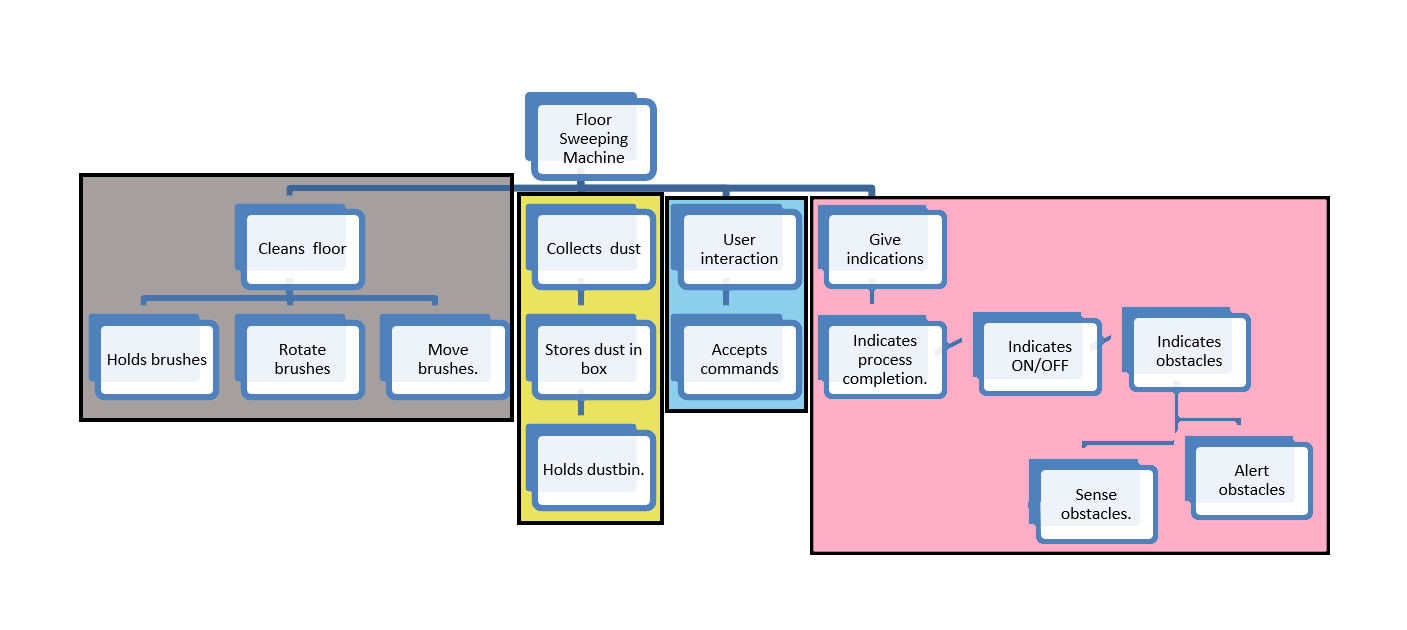 Floor
Sweeping
Machine
Cleans  floor
Holds brushes
Rotate
brushes
Move
brushes.
Collects  dust
Stores dust in
box
Holds dustbin.
User
interaction
Accepts
commands
Give
indications
Indicates
process
completion.
Indicates
ON/OFF
Indicates
obstacles
Sense
obstacles.
Alert
obstacles